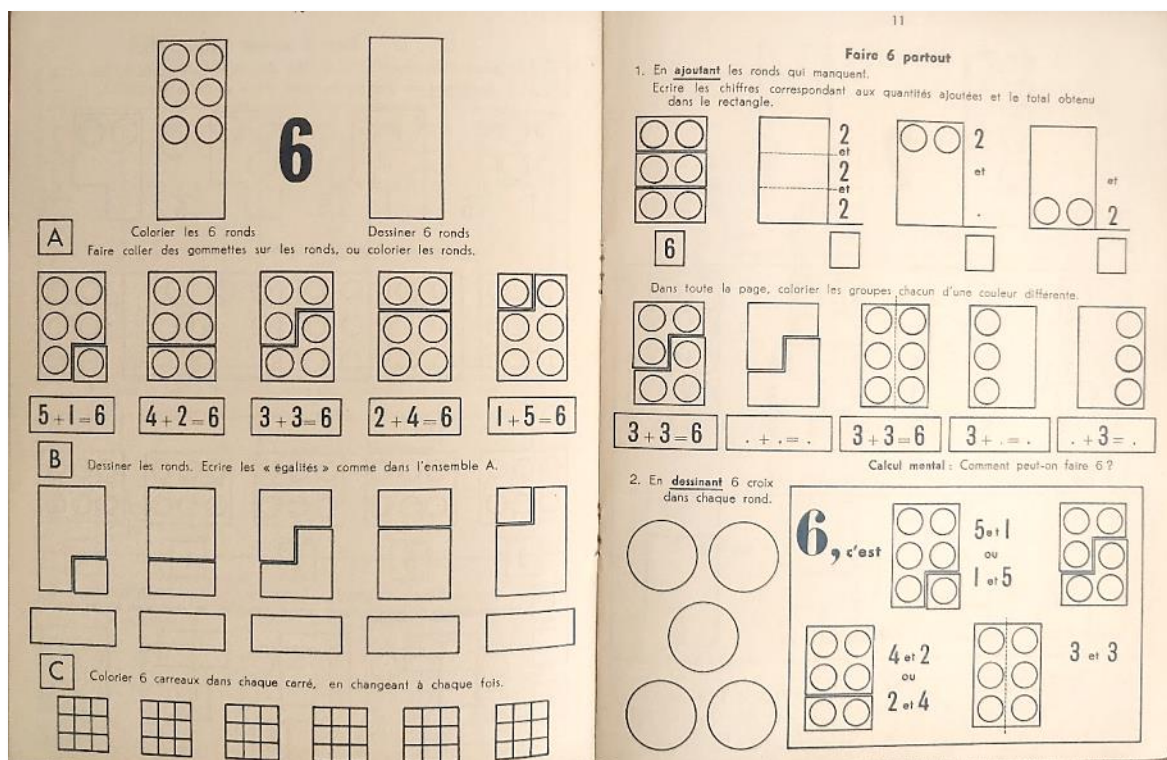 6
Colorier les 6 ronds
Dessiner 6 ronds
A
Faire coller des gommettes sur les ronds, ou colorier les ronds.
5+1=6
4+2=6
3+3=6
2+4=6
1+5=6
B
Dessiner les ronds. Ecrire les « égalités » comme dans l'ensemble A.
C
Colorier 6 carreaux dans chaque carré, en changeant à chaque fois.
11
Faire 6 partout
1. En ajoutant les ronds qui manquent.
Ecrire les chiffres correspondant aux quantités ajoutées et le total obtenu
dans le rectangle.
2
et
2
et
2
2
et
.
et
2
6
Dans toute la page, colorier les groupes chacun d'une couleur différente.
3+3=6
. + . = .
3+3=6
3+ . = .
. +3= .
Calcul mental : Comment peut-on faire 6 ?
2. En dessinant 6 croix
dans chaque rond.
6, c'est
5 et 1
ou
1 et 5
4 et 2
ou
2 et 4
3 et 3